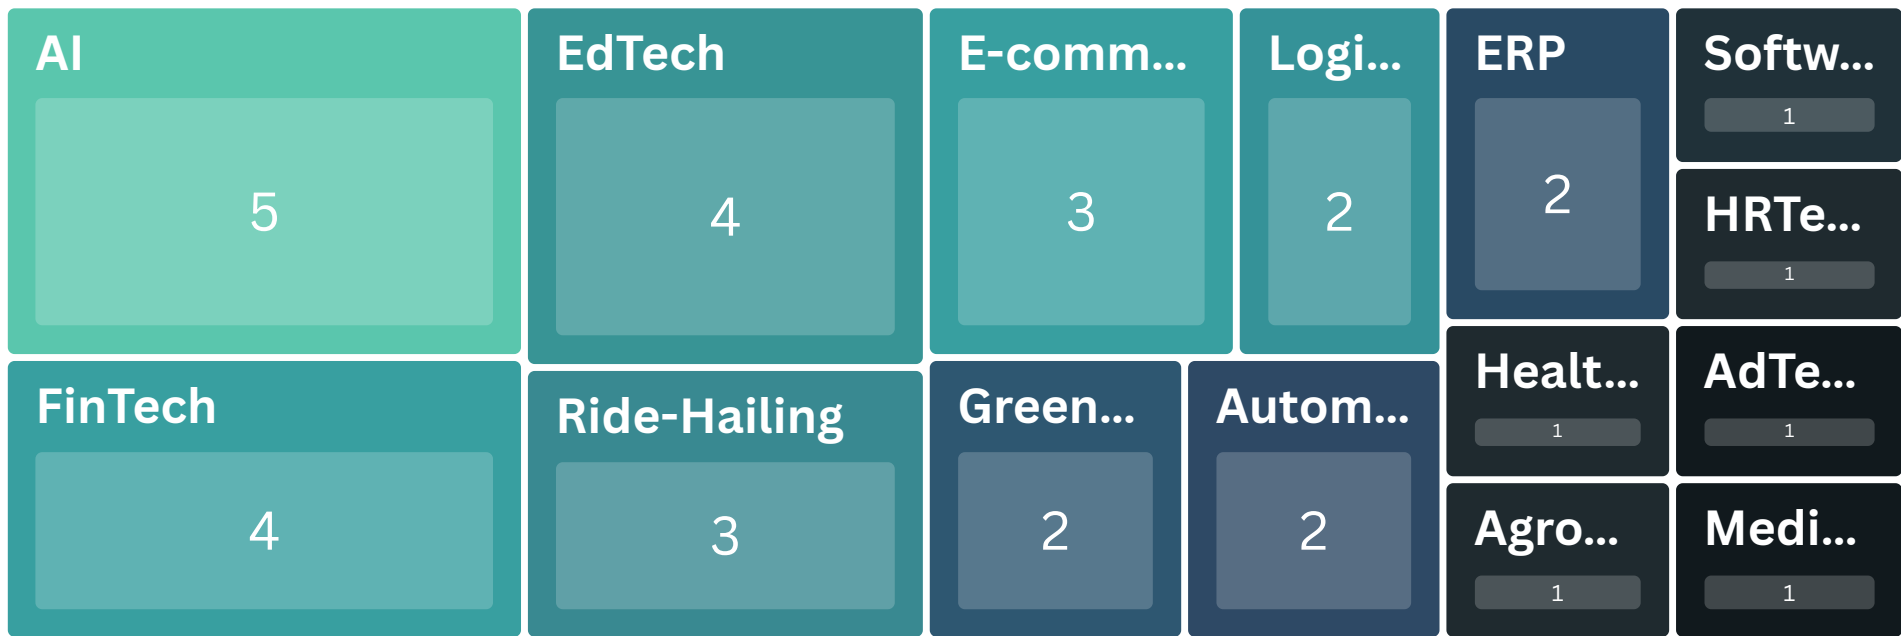 AI
5
FinTech
4
EdTech
4
Ride-Hailing
3
E-comm...
3
Logi...
2
Green...
2
Autom...
2
ERP
2
Softw...
1
HRTe...
1
Healt...
1
AdTe...
1
Agro...
1
Medi...
1